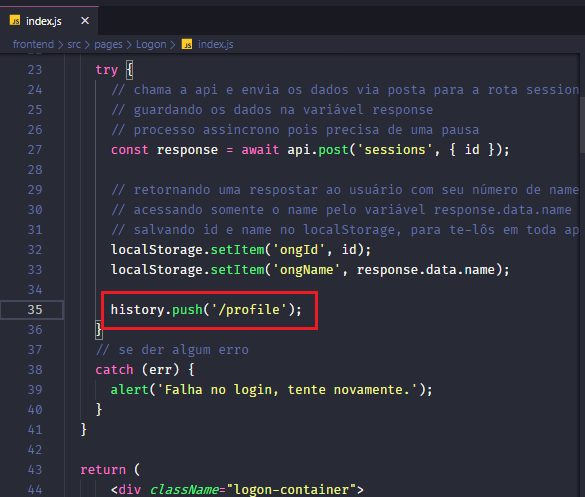 JS index.js ×
frontend > src > pages > Logon > JS index.js
23 try {
24 // chama a api e envia os dados via posta para a rota session
25 // guardando os dados na variável response
26 // processo assincrono pois precisa de uma pausa
27 const response = await api.post('sessions', { id });
28
29 // retornando uma respostar ao usuário com seu número de name
30 // acessando somente o name pelo variável response.data.name
31 // salvando id e name no localStorage, para te-lôs em toda ap
32 localStorage.setItem('ongId', id);
33 localStorage.setItem('ongName', response.data.name);
34
35 history.push('/profile');
36 }
37 // se der algum erro
38 catch (err) {
39 alert('Falha no login, tente novamente.');
40 }
41 }
42
43 return (
44 <div className="logon-container">